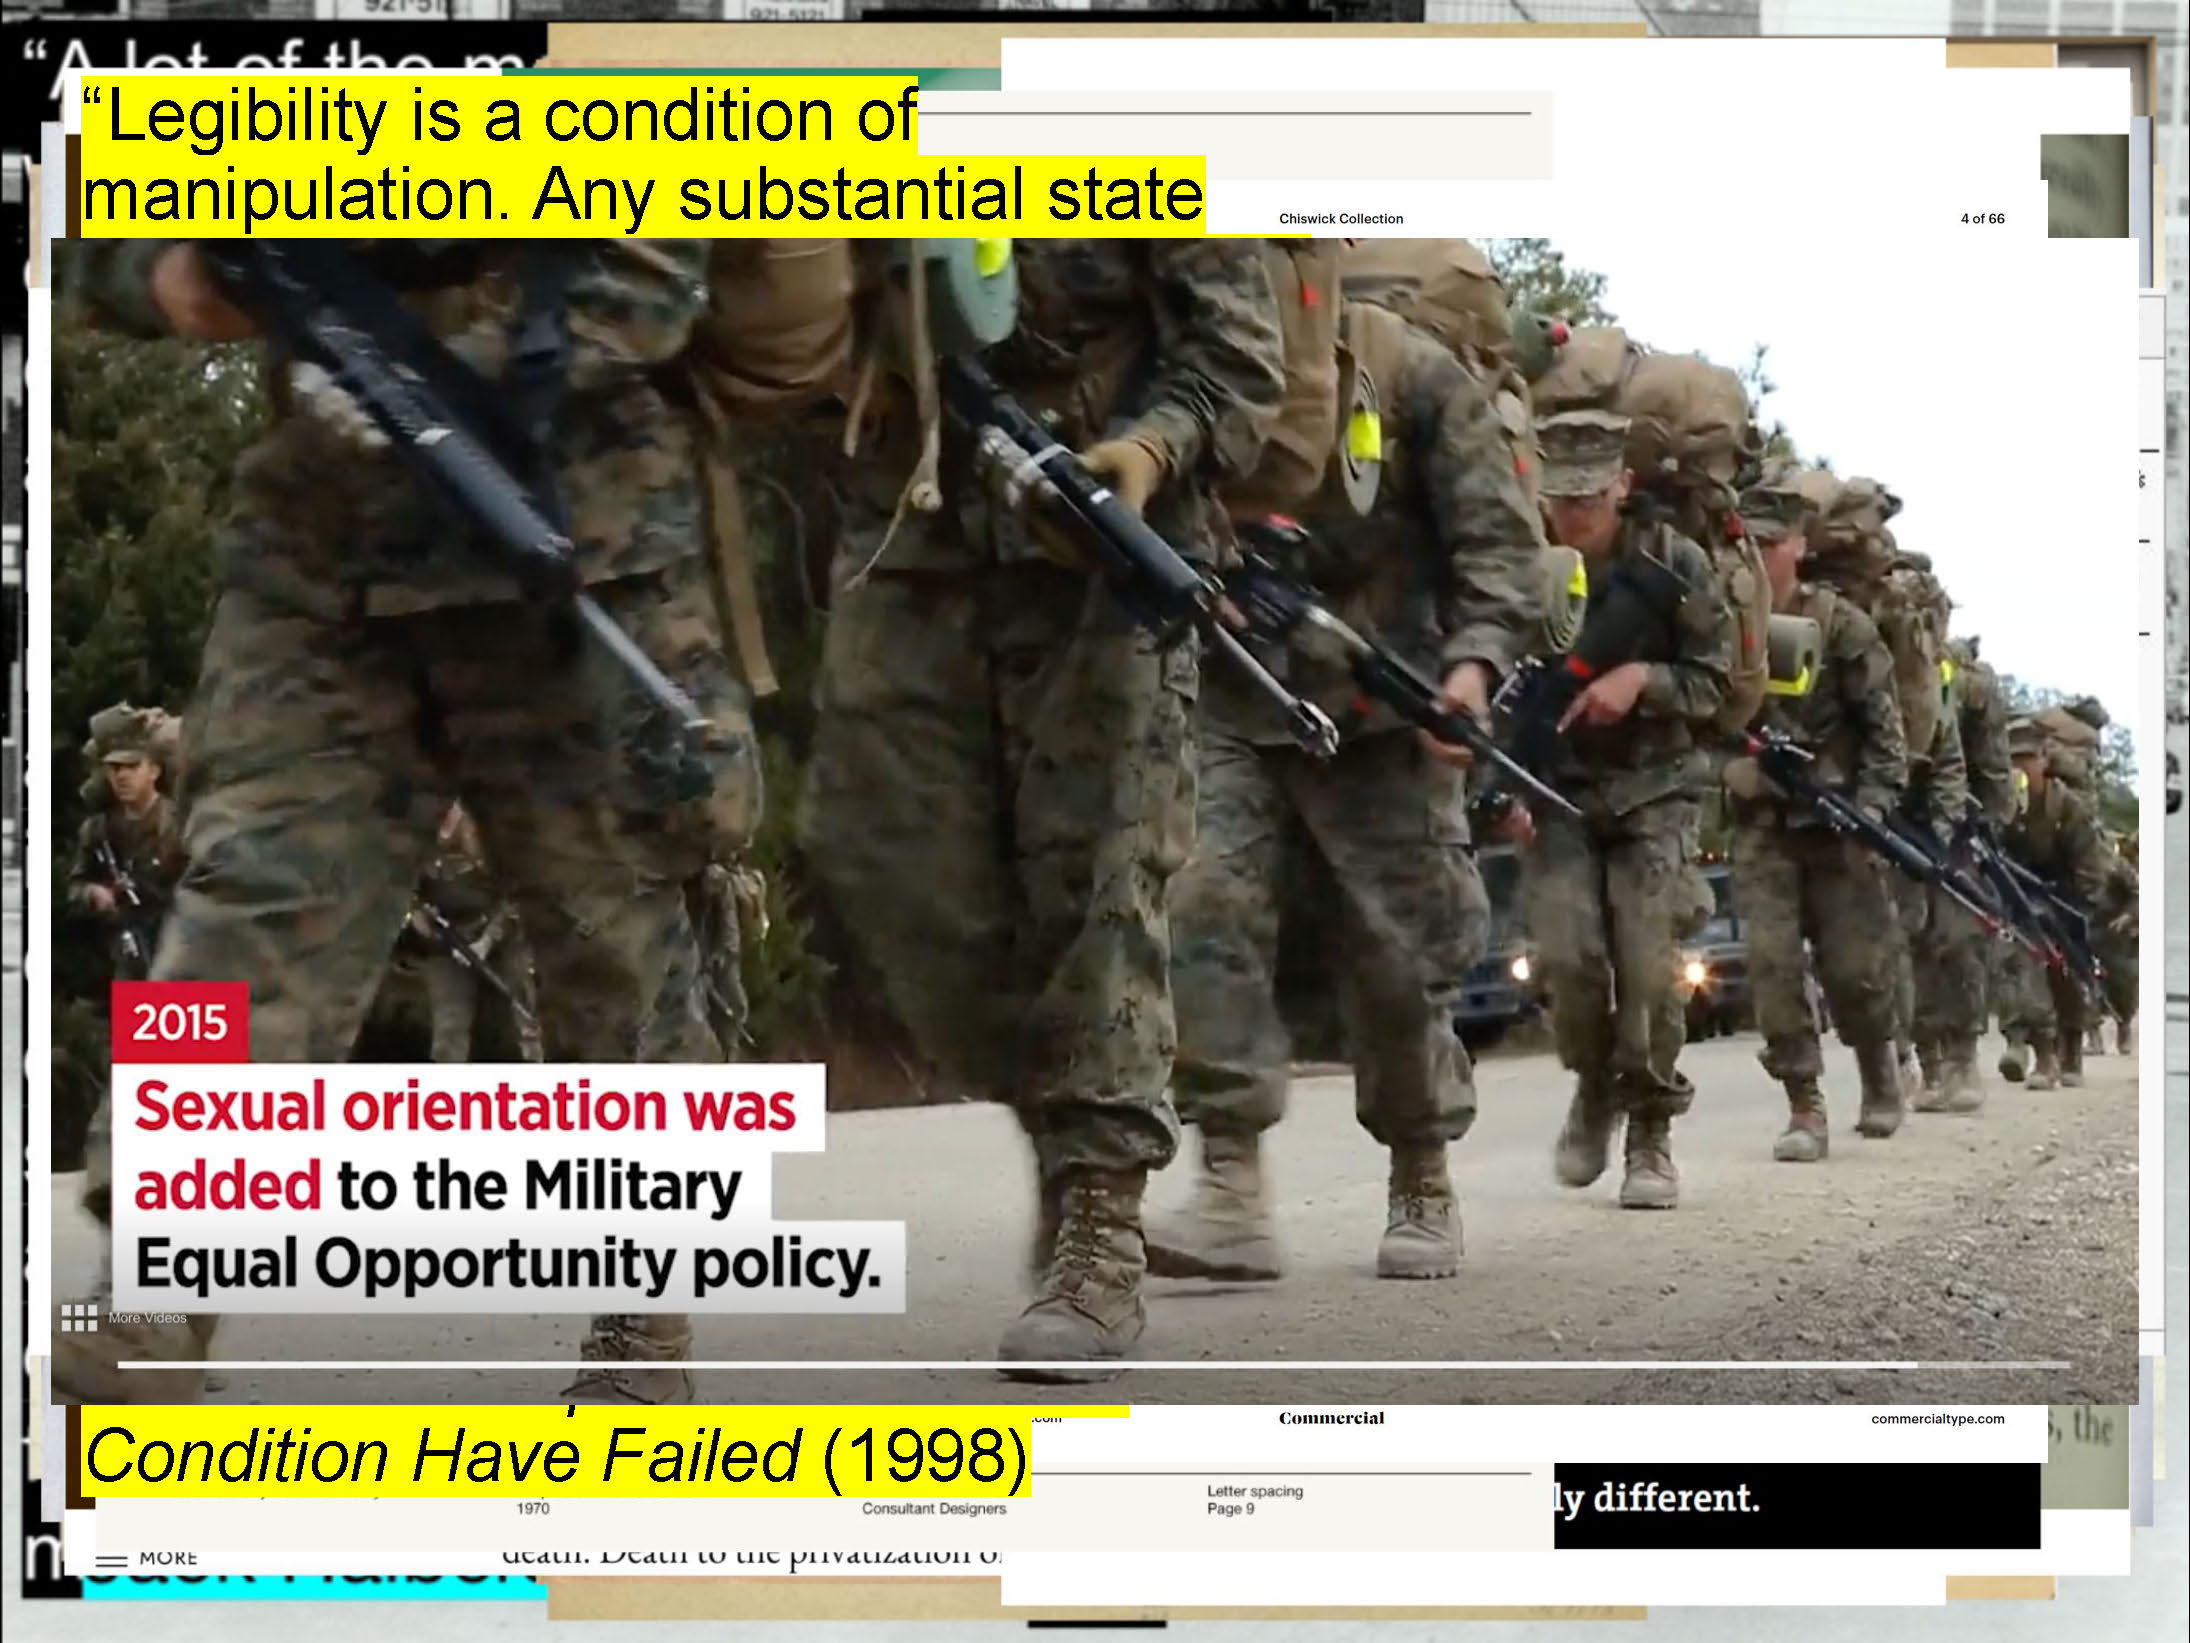 921-5121
“A lot of the
“Legibility is a condition of
manipulation. Any substantial state
Chiswick Collection
4 of 66
2015
Sexual orientation was
added to the Military
Equal Opportunity policy.
More Videos
.com
Commercial
commercialtype.com
, the
Condition Have Failed (1998)
ly different.
1970
Consultant Designers
Letter spacing
Page 9
MORE
death. Death to the privatization o